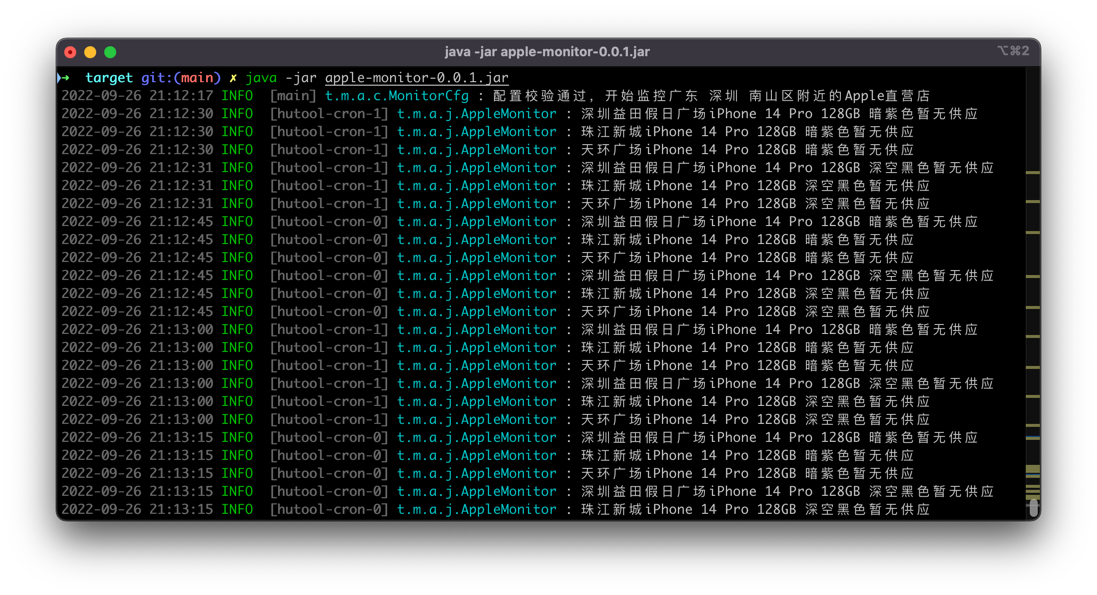 java -jar apple-monitor-0.0.1.jar ⌥⌘2
➜ target git:(main) ✗ java -jar apple-monitor-0.0.1.jar
2022-09-26 21:12:17 INFO [main] t.m.a.c.MonitorCfg : 配置校验通过，开始监控广东 深圳 南山区附近的Apple直营店
2022-09-26 21:12:30 INFO [hutool-cron-1] t.m.a.j.AppleMonitor : 深圳益田假日广场iPhone 14 Pro 128GB 暗紫色暂无供应
2022-09-26 21:12:30 INFO [hutool-cron-1] t.m.a.j.AppleMonitor : 珠江新城iPhone 14 Pro 128GB 暗紫色暂无供应
2022-09-26 21:12:30 INFO [hutool-cron-1] t.m.a.j.AppleMonitor : 天环广场iPhone 14 Pro 128GB 暗紫色暂无供应
2022-09-26 21:12:31 INFO [hutool-cron-1] t.m.a.j.AppleMonitor : 深圳益田假日广场iPhone 14 Pro 128GB 深空黑色暂无供应
2022-09-26 21:12:31 INFO [hutool-cron-1] t.m.a.j.AppleMonitor : 珠江新城iPhone 14 Pro 128GB 深空黑色暂无供应
2022-09-26 21:12:31 INFO [hutool-cron-1] t.m.a.j.AppleMonitor : 天环广场iPhone 14 Pro 128GB 深空黑色暂无供应
2022-09-26 21:12:45 INFO [hutool-cron-0] t.m.a.j.AppleMonitor : 深圳益田假日广场iPhone 14 Pro 128GB 暗紫色暂无供应
2022-09-26 21:12:45 INFO [hutool-cron-0] t.m.a.j.AppleMonitor : 珠江新城iPhone 14 Pro 128GB 暗紫色暂无供应
2022-09-26 21:12:45 INFO [hutool-cron-0] t.m.a.j.AppleMonitor : 天环广场iPhone 14 Pro 128GB 暗紫色暂无供应
2022-09-26 21:12:45 INFO [hutool-cron-0] t.m.a.j.AppleMonitor : 深圳益田假日广场iPhone 14 Pro 128GB 深空黑色暂无供应
2022-09-26 21:12:45 INFO [hutool-cron-0] t.m.a.j.AppleMonitor : 珠江新城iPhone 14 Pro 128GB 深空黑色暂无供应
2022-09-26 21:12:45 INFO [hutool-cron-0] t.m.a.j.AppleMonitor : 天环广场iPhone 14 Pro 128GB 深空黑色暂无供应
2022-09-26 21:13:00 INFO [hutool-cron-1] t.m.a.j.AppleMonitor : 深圳益田假日广场iPhone 14 Pro 128GB 暗紫色暂无供应
2022-09-26 21:13:00 INFO [hutool-cron-1] t.m.a.j.AppleMonitor : 珠江新城iPhone 14 Pro 128GB 暗紫色暂无供应
2022-09-26 21:13:00 INFO [hutool-cron-1] t.m.a.j.AppleMonitor : 天环广场iPhone 14 Pro 128GB 暗紫色暂无供应
2022-09-26 21:13:00 INFO [hutool-cron-1] t.m.a.j.AppleMonitor : 深圳益田假日广场iPhone 14 Pro 128GB 深空黑色暂无供应
2022-09-26 21:13:00 INFO [hutool-cron-1] t.m.a.j.AppleMonitor : 珠江新城iPhone 14 Pro 128GB 深空黑色暂无供应
2022-09-26 21:13:00 INFO [hutool-cron-1] t.m.a.j.AppleMonitor : 天环广场iPhone 14 Pro 128GB 深空黑色暂无供应
2022-09-26 21:13:15 INFO [hutool-cron-0] t.m.a.j.AppleMonitor : 深圳益田假日广场iPhone 14 Pro 128GB 暗紫色暂无供应
2022-09-26 21:13:15 INFO [hutool-cron-0] t.m.a.j.AppleMonitor : 珠江新城iPhone 14 Pro 128GB 暗紫色暂无供应
2022-09-26 21:13:15 INFO [hutool-cron-0] t.m.a.j.AppleMonitor : 天环广场iPhone 14 Pro 128GB 暗紫色暂无供应
2022-09-26 21:13:15 INFO [hutool-cron-0] t.m.a.j.AppleMonitor : 深圳益田假日广场iPhone 14 Pro 128GB 深空黑色暂无供应
2022-09-26 21:13:15 INFO [hutool-cron-0] t.m.a.j.AppleMonitor : 珠江新城iPhone 14 Pro 128GB 深空黑色暂无供应